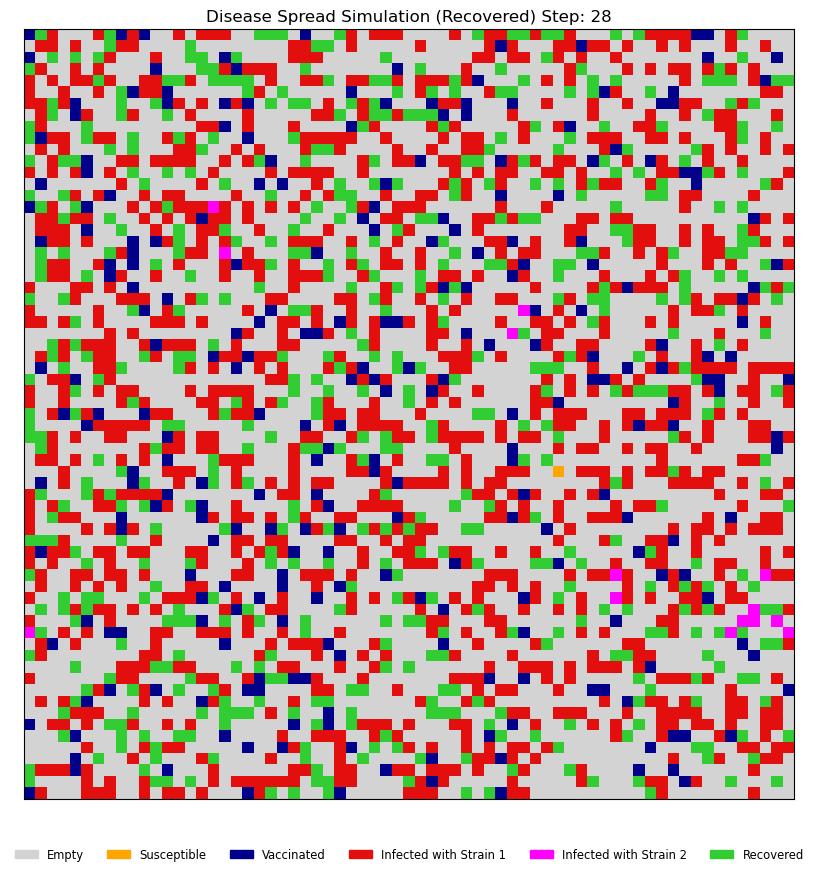 Disease Spread Simulation (Recovered) Step: 28
Empty Susceptible Vaccinated Infected with Strain 1 Infected with Strain 2 Recovered